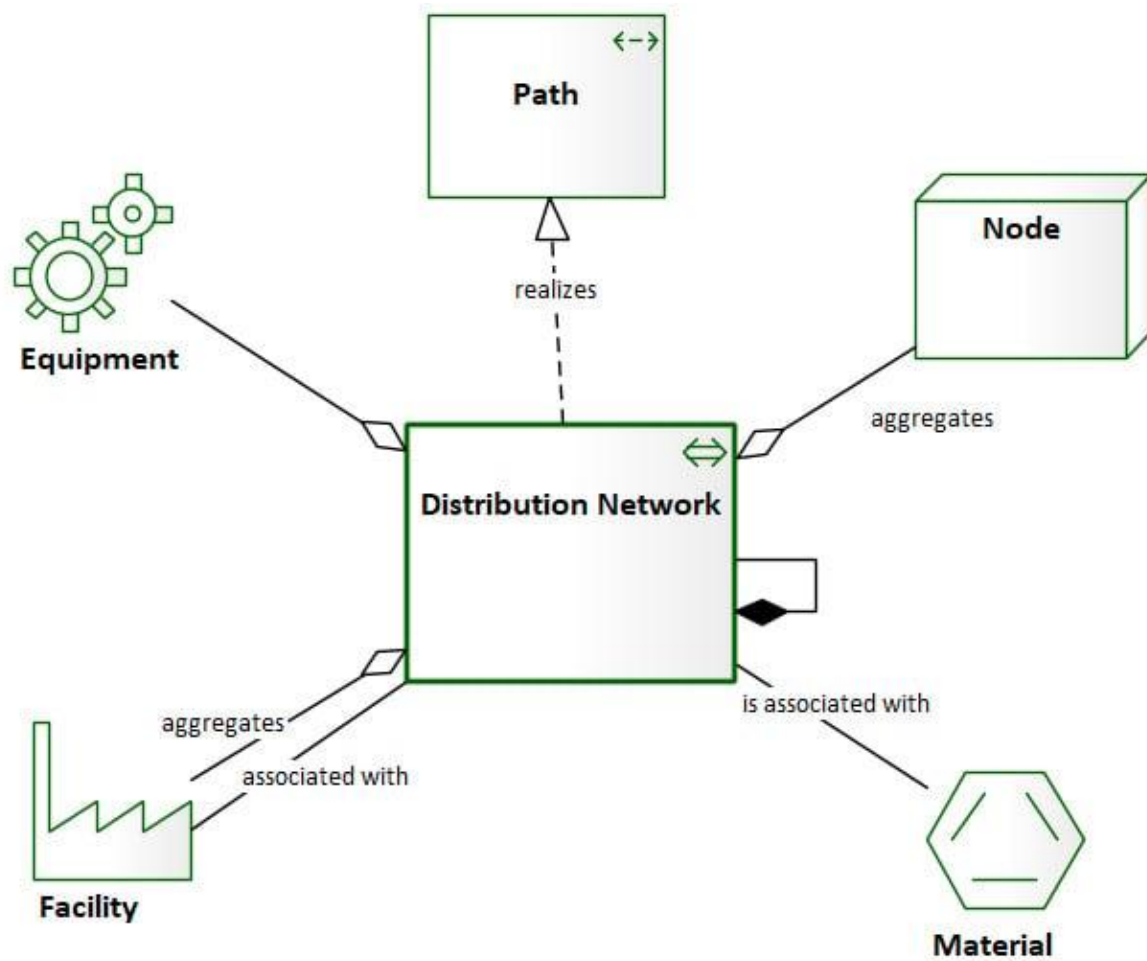 Path
Node
realizes
Equipment
aggregates
Distribution Network
is associated with
aggregates
associated with
Facility
Material